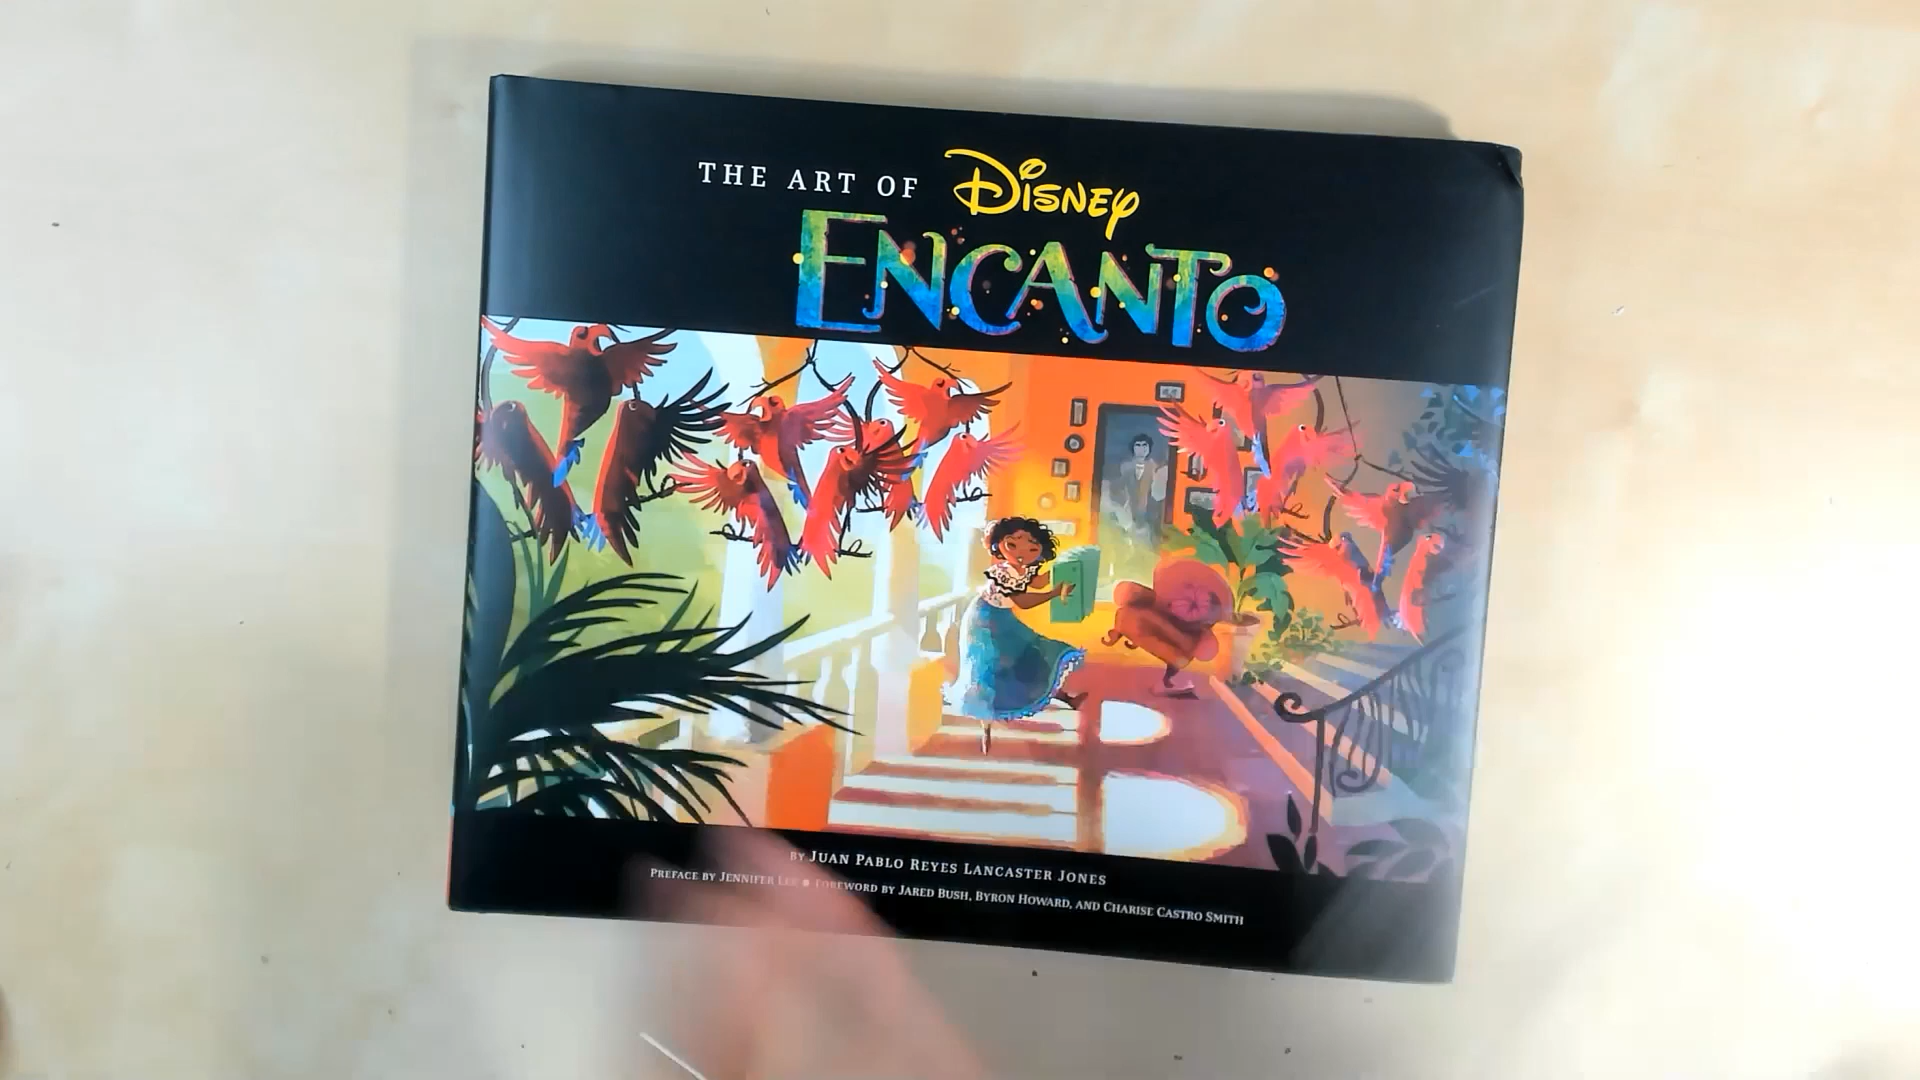 THE ART OF DISNEY
ENCANTO
BY JUAN PABLO REYES LANCASTER JONES
PREFACE BY JENNIFER LEE • FOREWORD BY JARED BUSH, BYRON HOWARD, AND CHARISE CASTRO SMITH